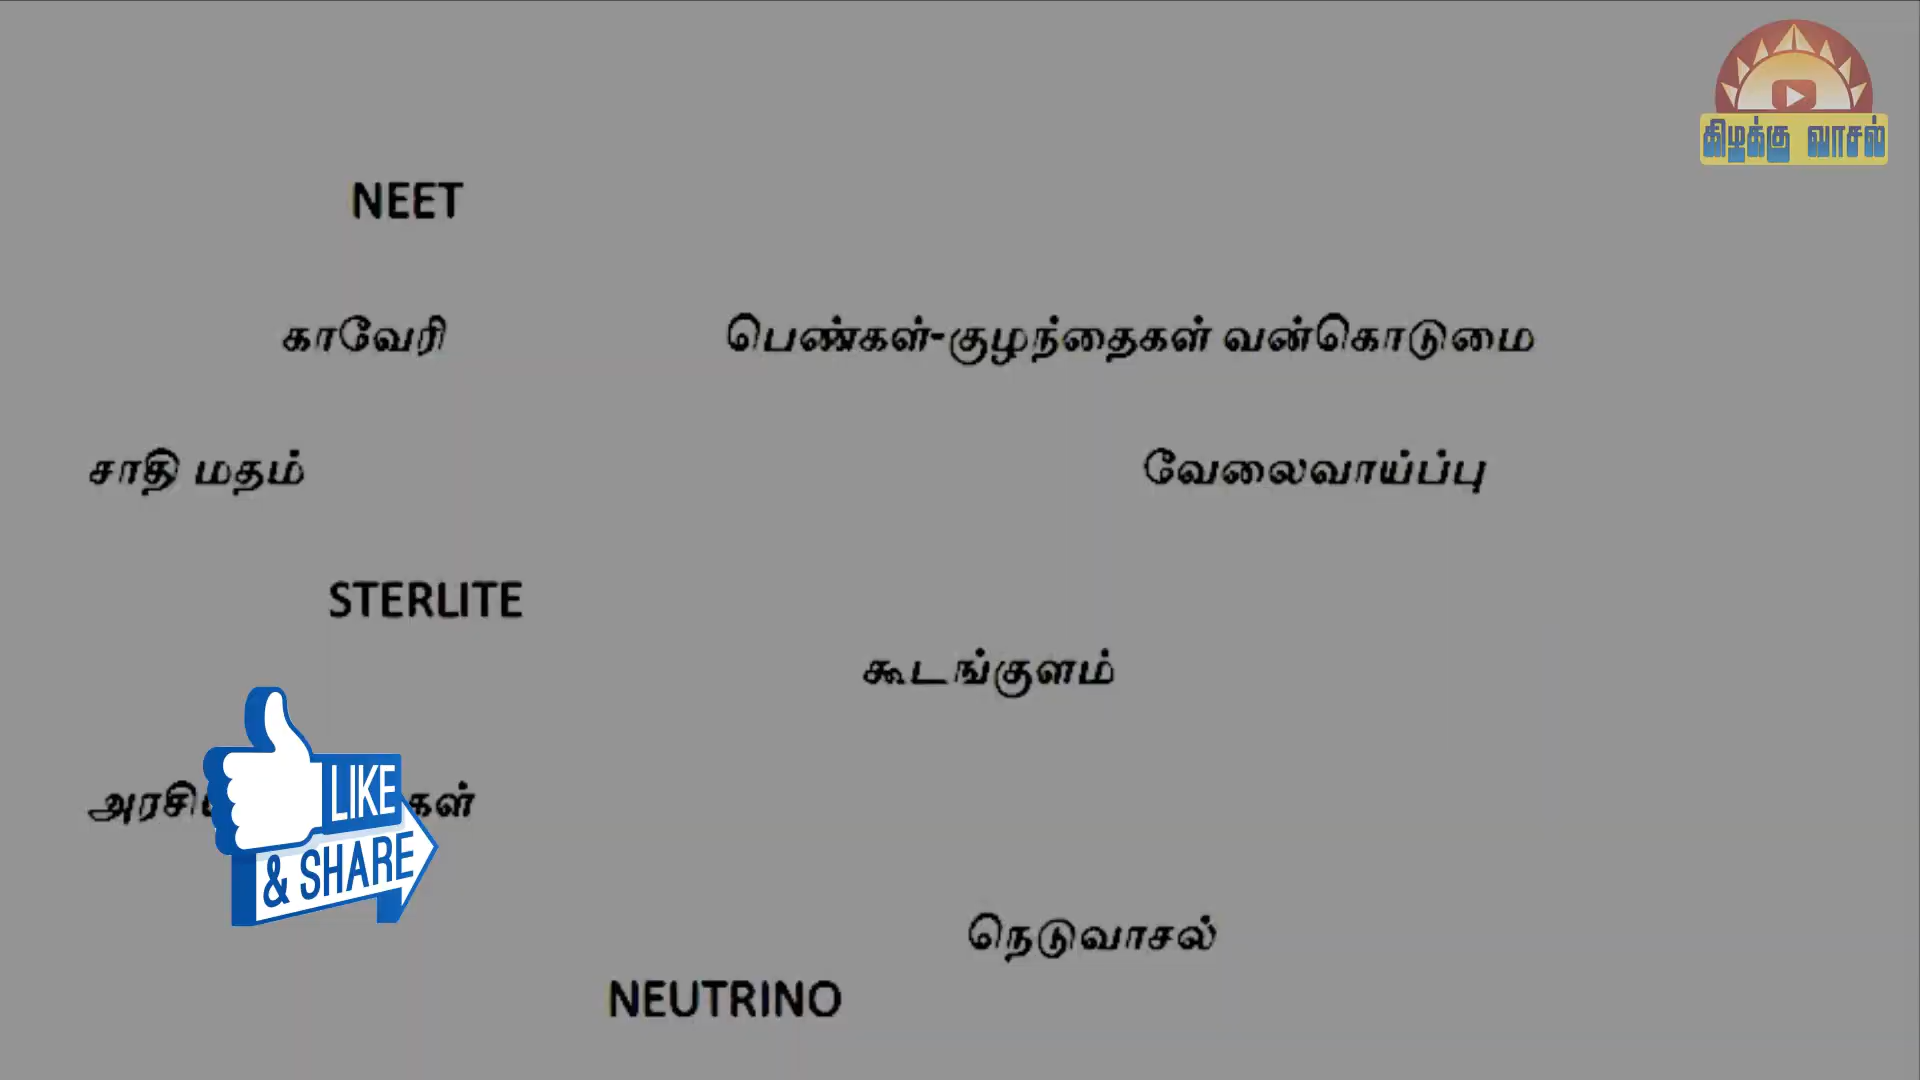 கிழக்கு வாசல்
NEET
காவேரி
பெண்கள்-குழந்தைகள் வன்கொடுமை
சாதி மதம்
வேலைவாய்ப்பு
STERLITE
கூடங்குளம்
LIKE
& SHARE
நெடுவாசல்
NEUTRINO